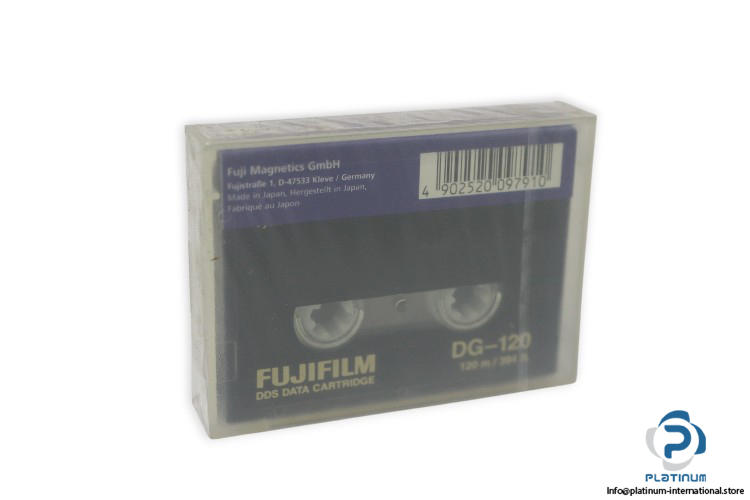 Fuji Magnetics GmbH
Fujistraße 1, D-47533 Kleve / Germany
Made in Japan, Hergestellt in Japan,
Fabriqué au Japon
4 902520 097910
DG-120
120 m / 394 ft.
FUJIFILM
DDS DATA CARTRIDGE
PLATINUM
Info@platinum-international.store